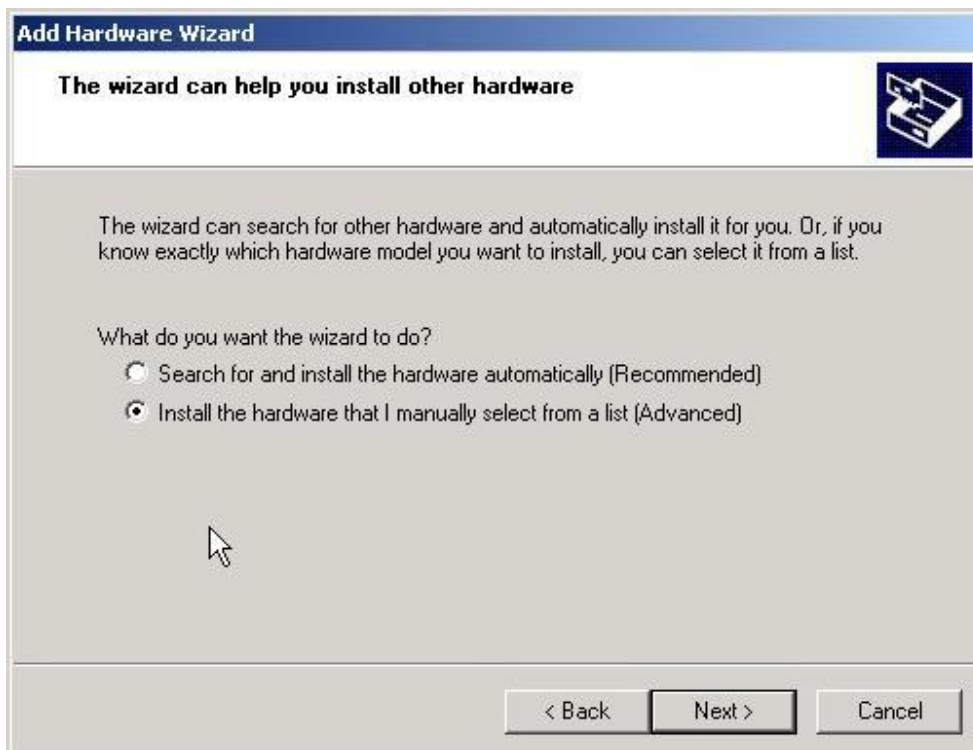 Add Hardware Wizard
The wizard can help you install other hardware
The wizard can search for other hardware and automatically install it for you. Or, if you
know exactly which hardware model you want to install, you can select it from a list.
What do you want the wizard to do?
Search for and install the hardware automatically (Recommended)
Install the hardware that I manually select from a list (Advanced)
< Back Next > Cancel